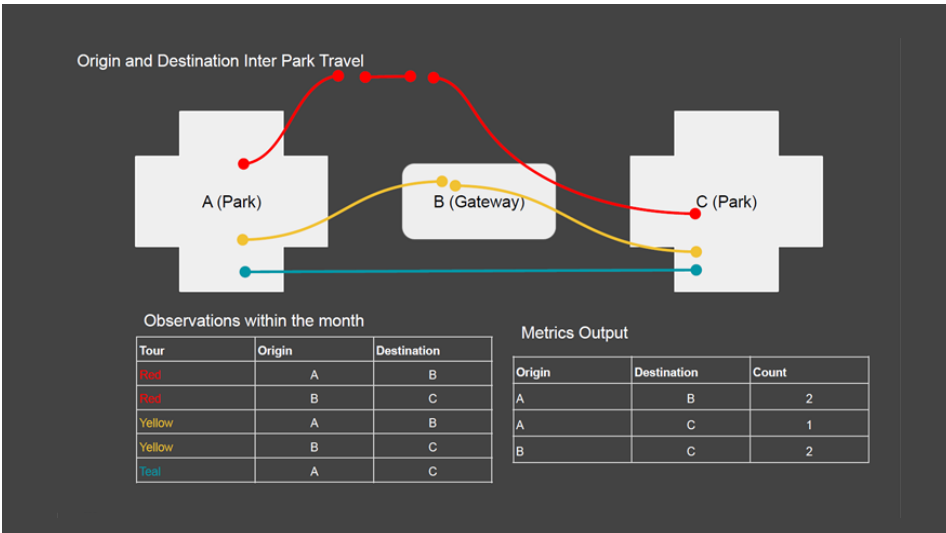 Origin and Destination Inter Park Travel
A (Park)
B (Gateway)
C (Park)
Observations within the month
Tour Origin Destination
Red A B
Red B C
Yellow A B
Yellow B C
Teal A C
Metrics Output
Origin Destination Count
A B 2
A C 1
B C 2